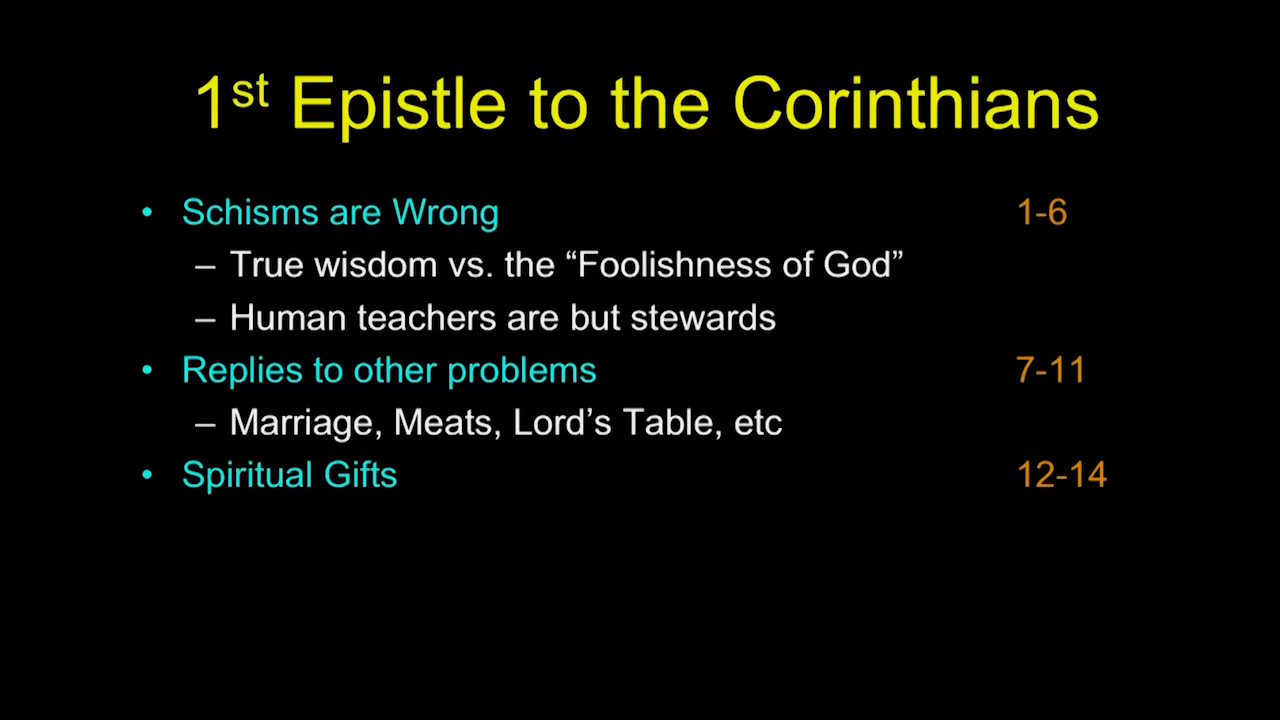 1st Epistle to the Corinthians
• Schisms are Wrong 1-6
– True wisdom vs. the “Foolishness of God”
– Human teachers are but stewards
• Replies to other problems 7-11
– Marriage, Meats, Lord’s Table, etc
• Spiritual Gifts 12-14